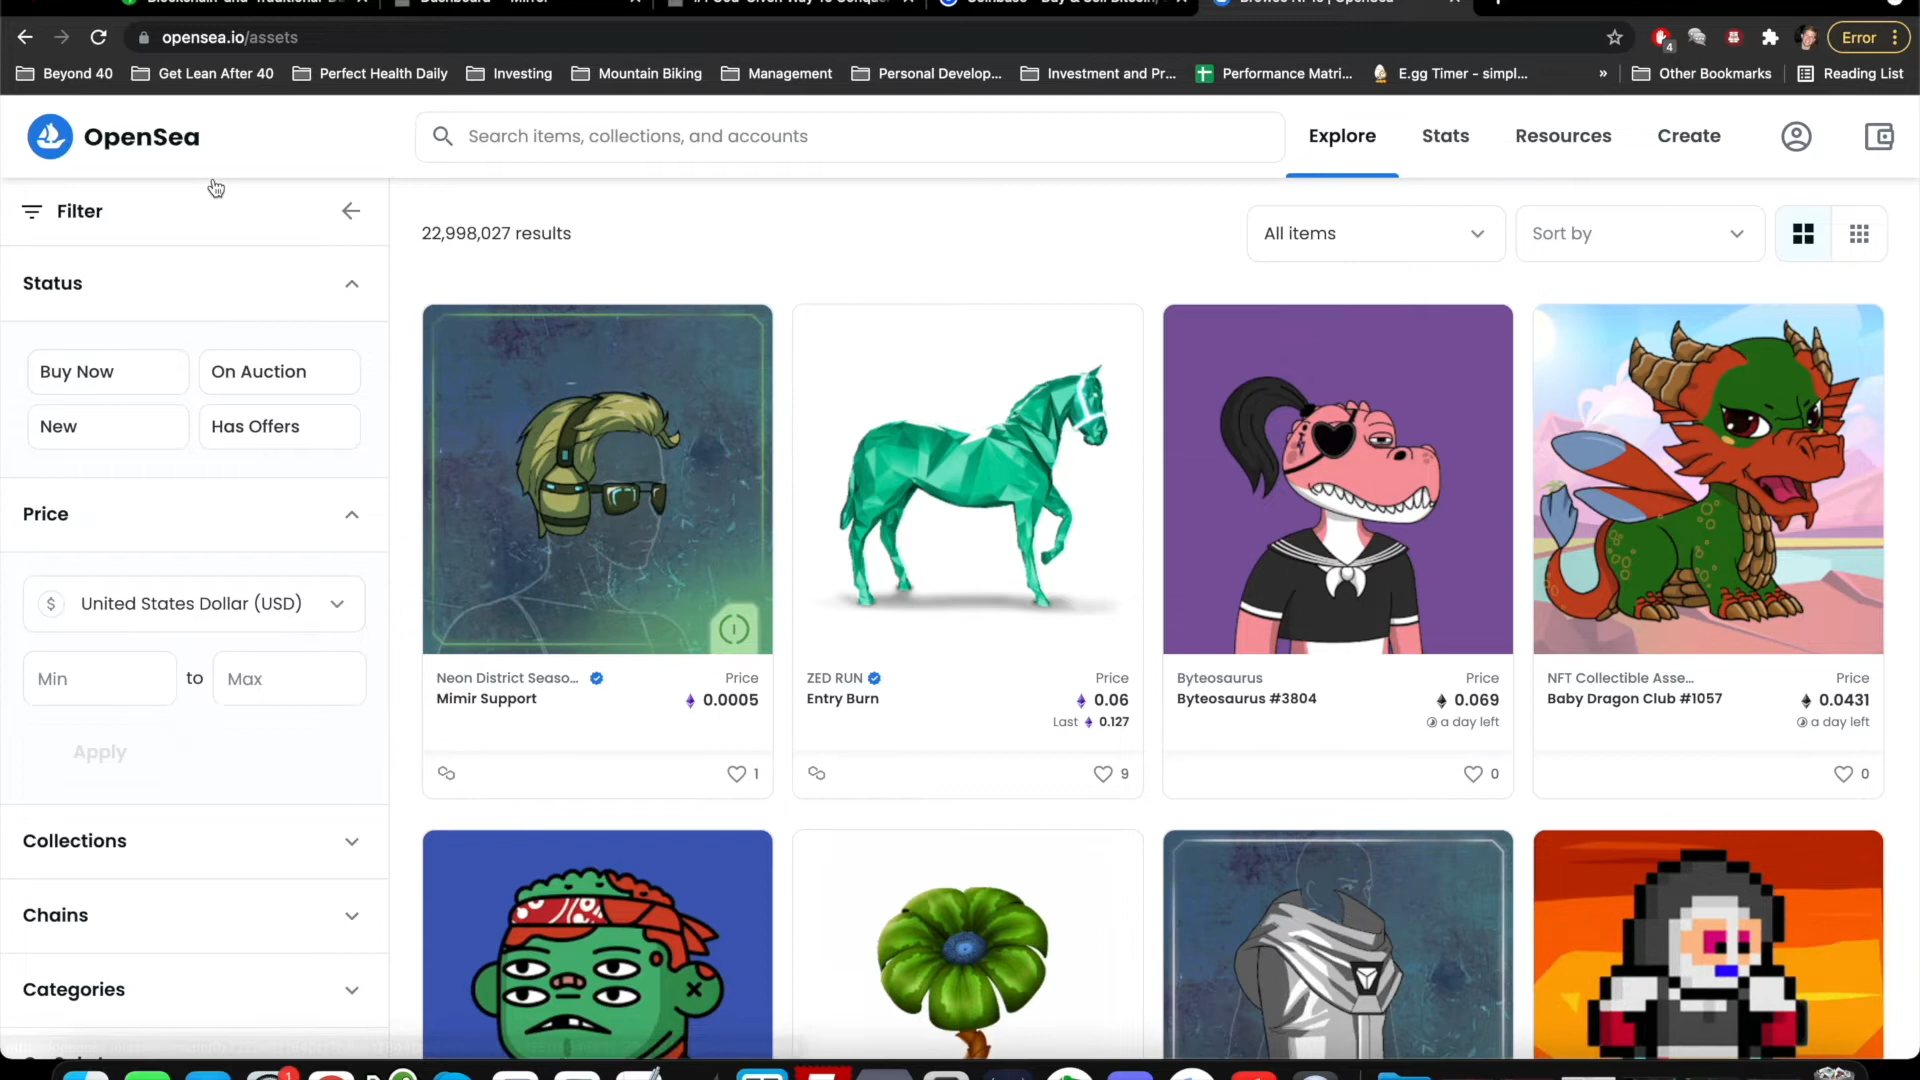 opensea.io/assets
Error
4
Beyond 40
Get Lean After 40
Perfect Health Daily
Investing
Mountain Biking
Management
Personal Develop...
Investment and Pr...
Performance Matri...
E.gg Timer - simpl...
»
Other Bookmarks
Reading List
OpenSea
Search items, collections, and accounts
Explore
Stats
Resources
Create
Filter
22,998,027 results
All items
Sort by
Status
Buy Now
On Auction
New
Has Offers
Price
$ United States Dollar (USD)
Min to Max
Apply
Collections
Chains
Categories
Neon District Seaso...
Price
Mimir Support
0.0005
1
ZED RUN
Price
Entry Burn
0.06
Last 0.127
9
Byteosaurus
Price
Byteosaurus #3804
0.069
a day left
0
NFT Collectible Asse...
Price
Baby Dragon Club #1057
0.0431
a day left
0
1